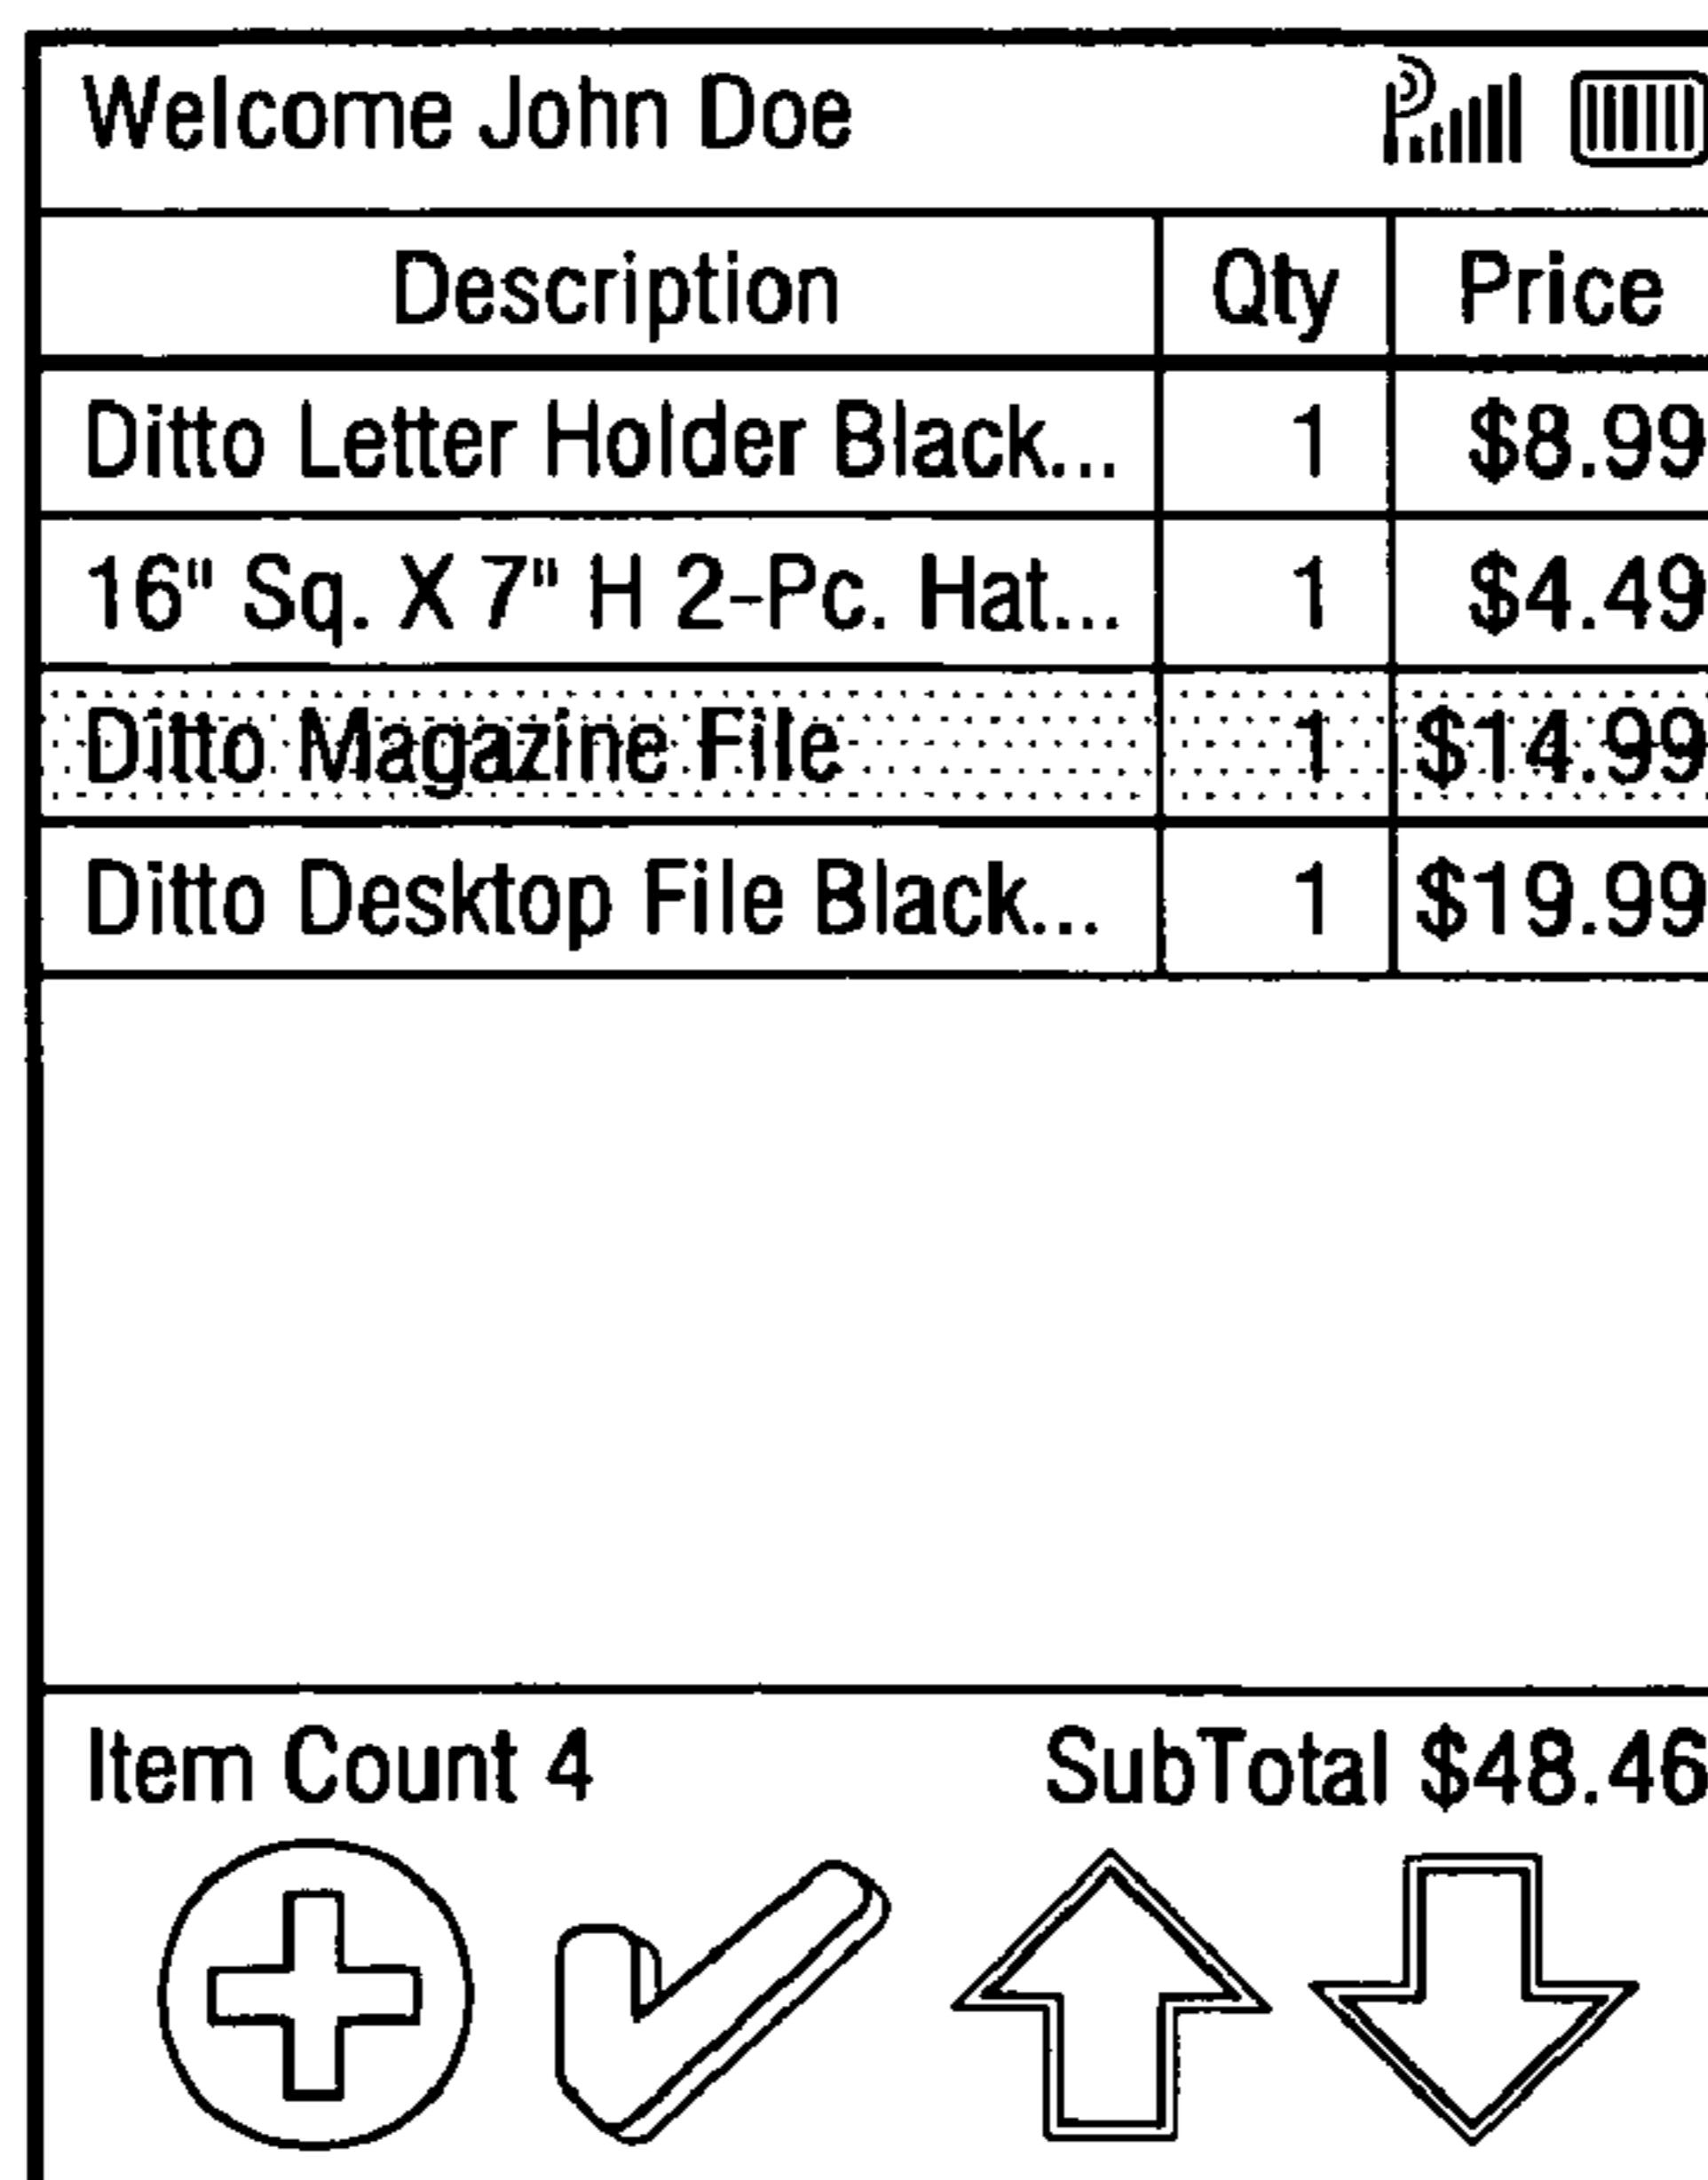 Welcome John Doe
Description Qty Price
Ditto Letter Holder Black... 1 $8.99
16" Sq. X 7" H 2-Pc. Hat... 1 $4.49
Ditto Magazine File 1 $14.99
Ditto Desktop File Black... 1 $19.99
Item Count 4 SubTotal $48.46